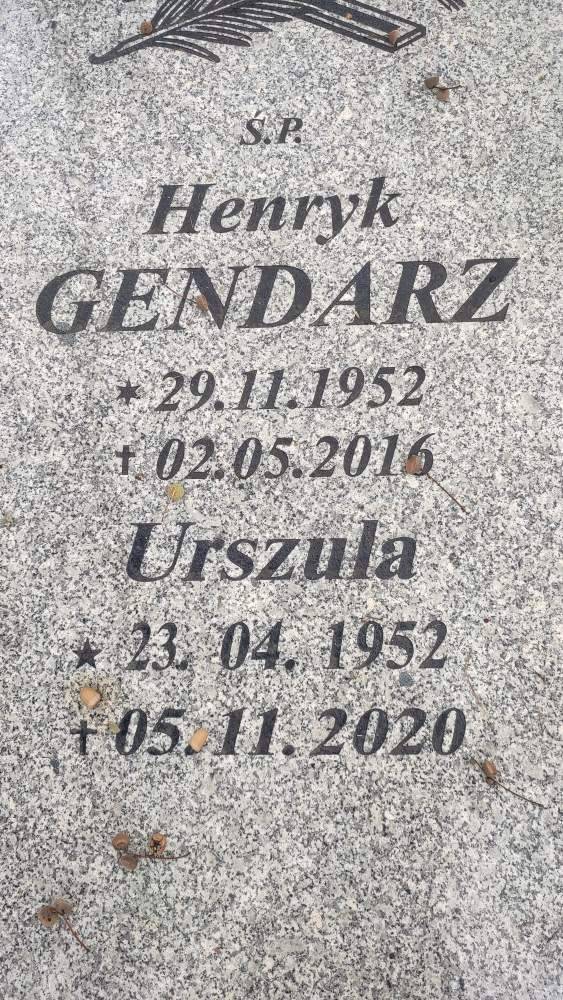 Ś.P.
Henryk
GENDARZ
* 29.11.1952
† 02.05.2016
Urszula
★ 23. 04. 1952
† 05. 11. 2020